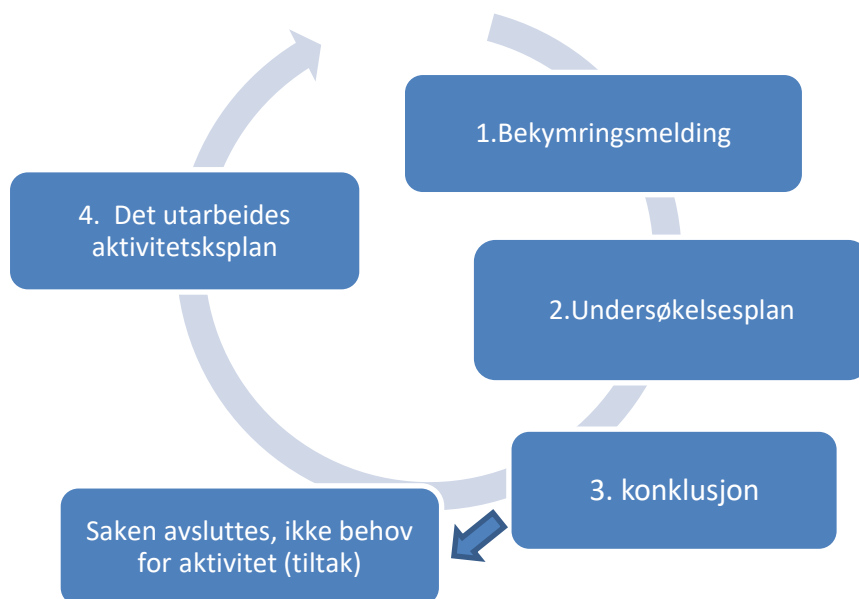 1.Bekymringsmelding
2.Undersøkelsesplan
3. konklusjon
Saken avsluttes, ikke behov
for aktivitet (tiltak)
4.  Det utarbeides
aktivitetsksplan